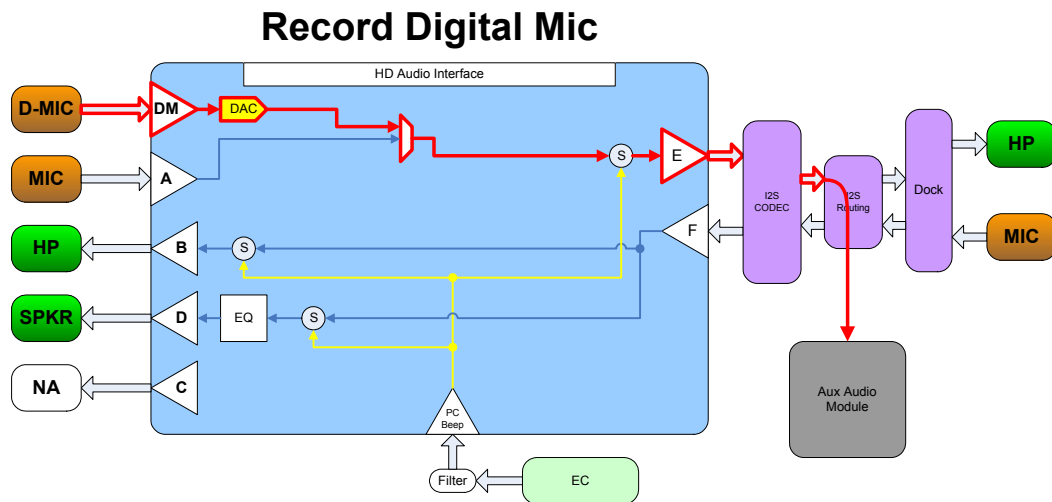 Record Digital Mic
HD Audio Interface
D-MIC
DM
DAC
MIC
A
S
E
I2S
CODEC
I2S
Routing
Dock
HP
HP
B
S
F
MIC
SPKR
D
EQ
S
NA
C
PC
Beep
Aux Audio
Module
Filter
EC